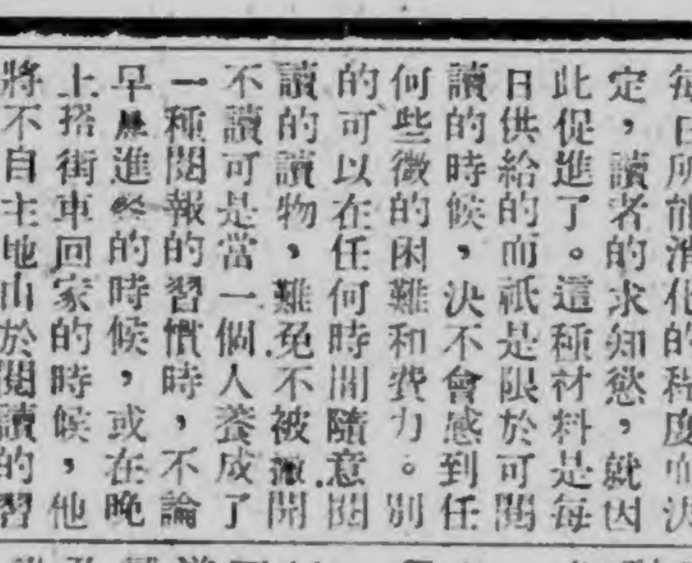 每日所能消化的程度而決
定，讀者的求知慾，就因
此促進了。這種材料是每
日供給的而祇是限於可閱
讀的時候，決不會感到任
何些微的困難和費力。別
的可以在任何時間隨意閱
讀的讀物，難免不被撇開
不讀可是當一個人養成了
一種閱報的習慣時，不論
早晨進餐的時候，或在晚
上搭街車回家的時候，他
將不自主地由於閱讀的習